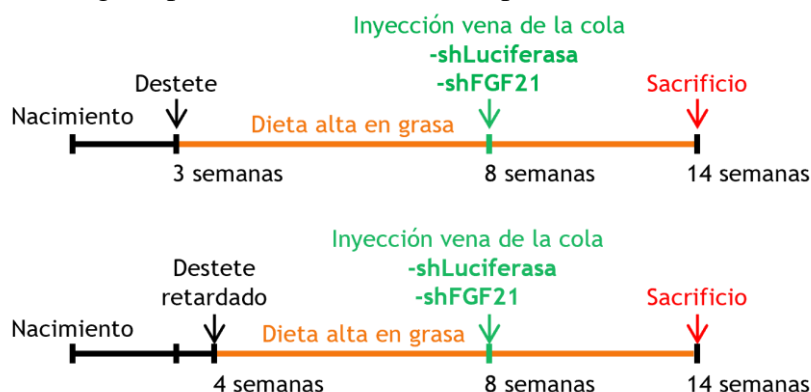 Inyección vena de la cola
-shLuciferasa
-shFGF21
Destete
Sacrificio
Nacimiento
Dieta alta en grasa
3 semanas
8 semanas
14 semanas
Inyección vena de la cola
Destete
retardado
-shLuciferasa
-shFGF21
Sacrificio
Nacimiento
Dieta alta en grasa
4 semanas
8 semanas
14 semanas